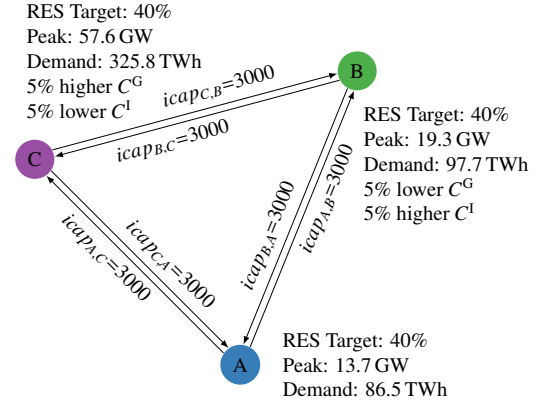 RES Target: 40%
Peak: 57.6 GW
Demand: 325.8 TWh
5% higher C^G
5% lower C^I
B
icap_{C,B}=3000
icap_{B,C}=3000
RES Target: 40%
Peak: 19.3 GW
Demand: 97.7 TWh
5% lower C^G
5% higher C^I
C
icap_{B,A}=3000
icap_{A,B}=3000
icap_{C,A}=3000
icap_{A,C}=3000
RES Target: 40%
Peak: 13.7 GW
Demand: 86.5 TWh
A